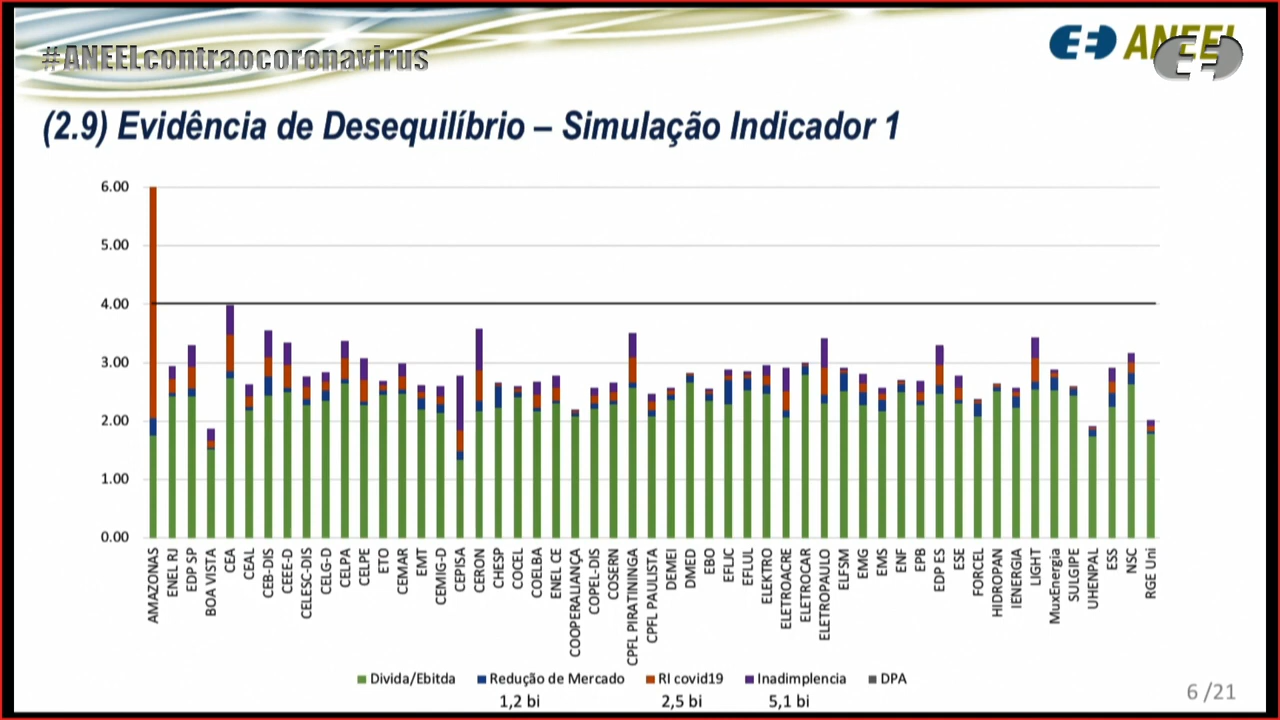 #ANEELcontraocoronavirus
ANEEL
(2.9) Evidência de Desequilíbrio – Simulação Indicador 1
6.00
5.00
4.00
3.00
2.00
1.00
0.00
AMAZONAS
ENEL RJ
EDP SP
BOA VISTA
CEA
CEAL
CEB-DIS
CEEE-D
CELESC-DIS
CELG-D
CELPA
CELPE
ETO
CEMAR
EMT
CEMIG-D
CEPISA
CERON
CHESP
COCEL
COELBA
ENEL CE
COOPERALIANÇA
COPEL-DIS
COSERN
CPFL PIRATININGA
CPFL PAULISTA
DEMEI
DMED
EBO
EFLJC
EFLUL
ELEKTRO
ELETROACRE
ELETROCAR
ELETROPAULO
ELFSM
EMG
EMS
ENF
EPB
EDP ES
ESE
FORCEL
HIDROPAN
IENERGIA
LIGHT
MuxEnergia
SULGIPE
UHENPAL
ESS
NSC
RGE Uni
Divida/Ebitda Redução de Mercado RI covid19 Inadimplencia DPA
1,2 bi 2,5 bi 5,1 bi
6 /21